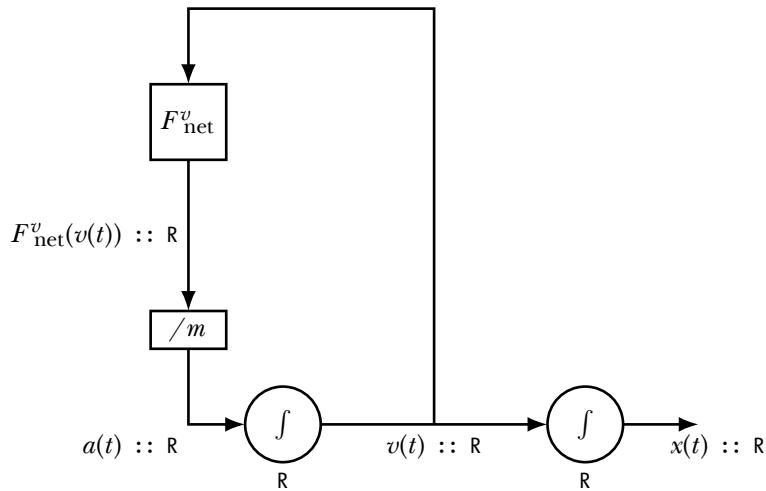 F^v_net
F^v_net(v(t)) :: R
/m
∫
∫
a(t) :: R
v(t) :: R
x(t) :: R
R
R